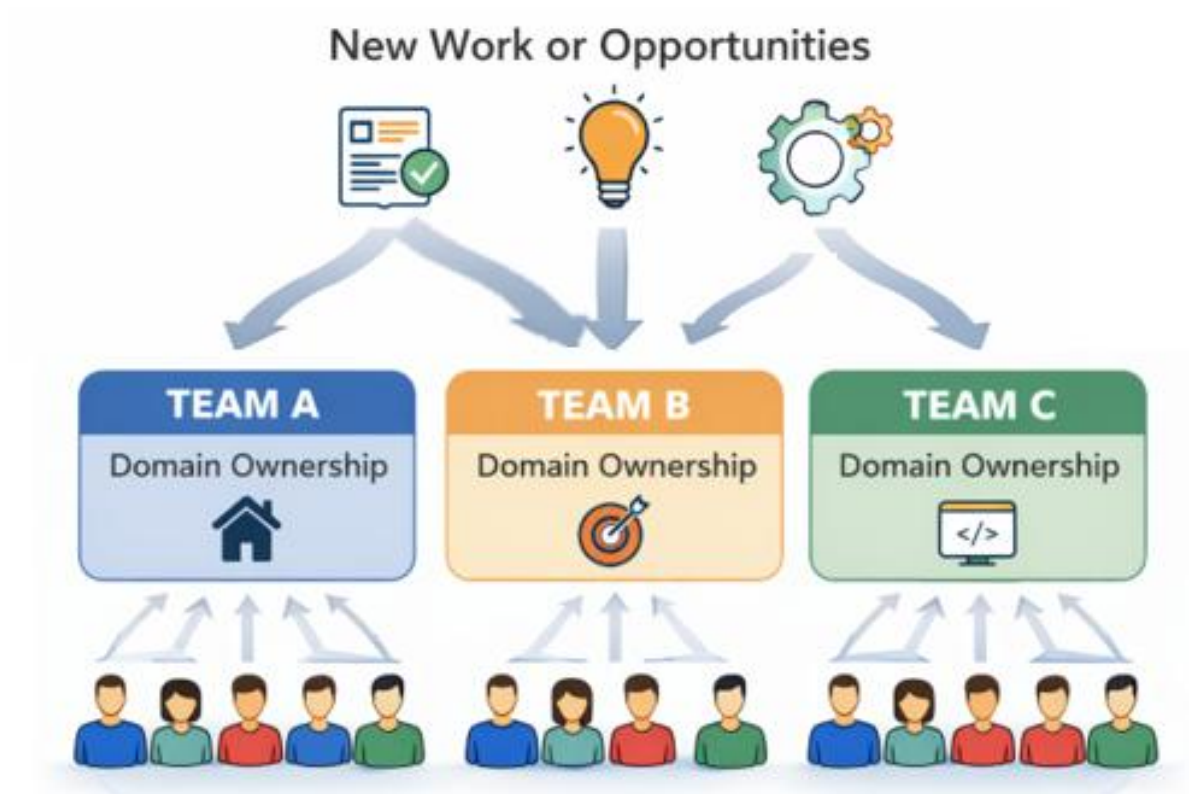 New Work or Opportunities
TEAM A
TEAM B
TEAM C
Domain Ownership
Domain Ownership
Domain Ownership
</>